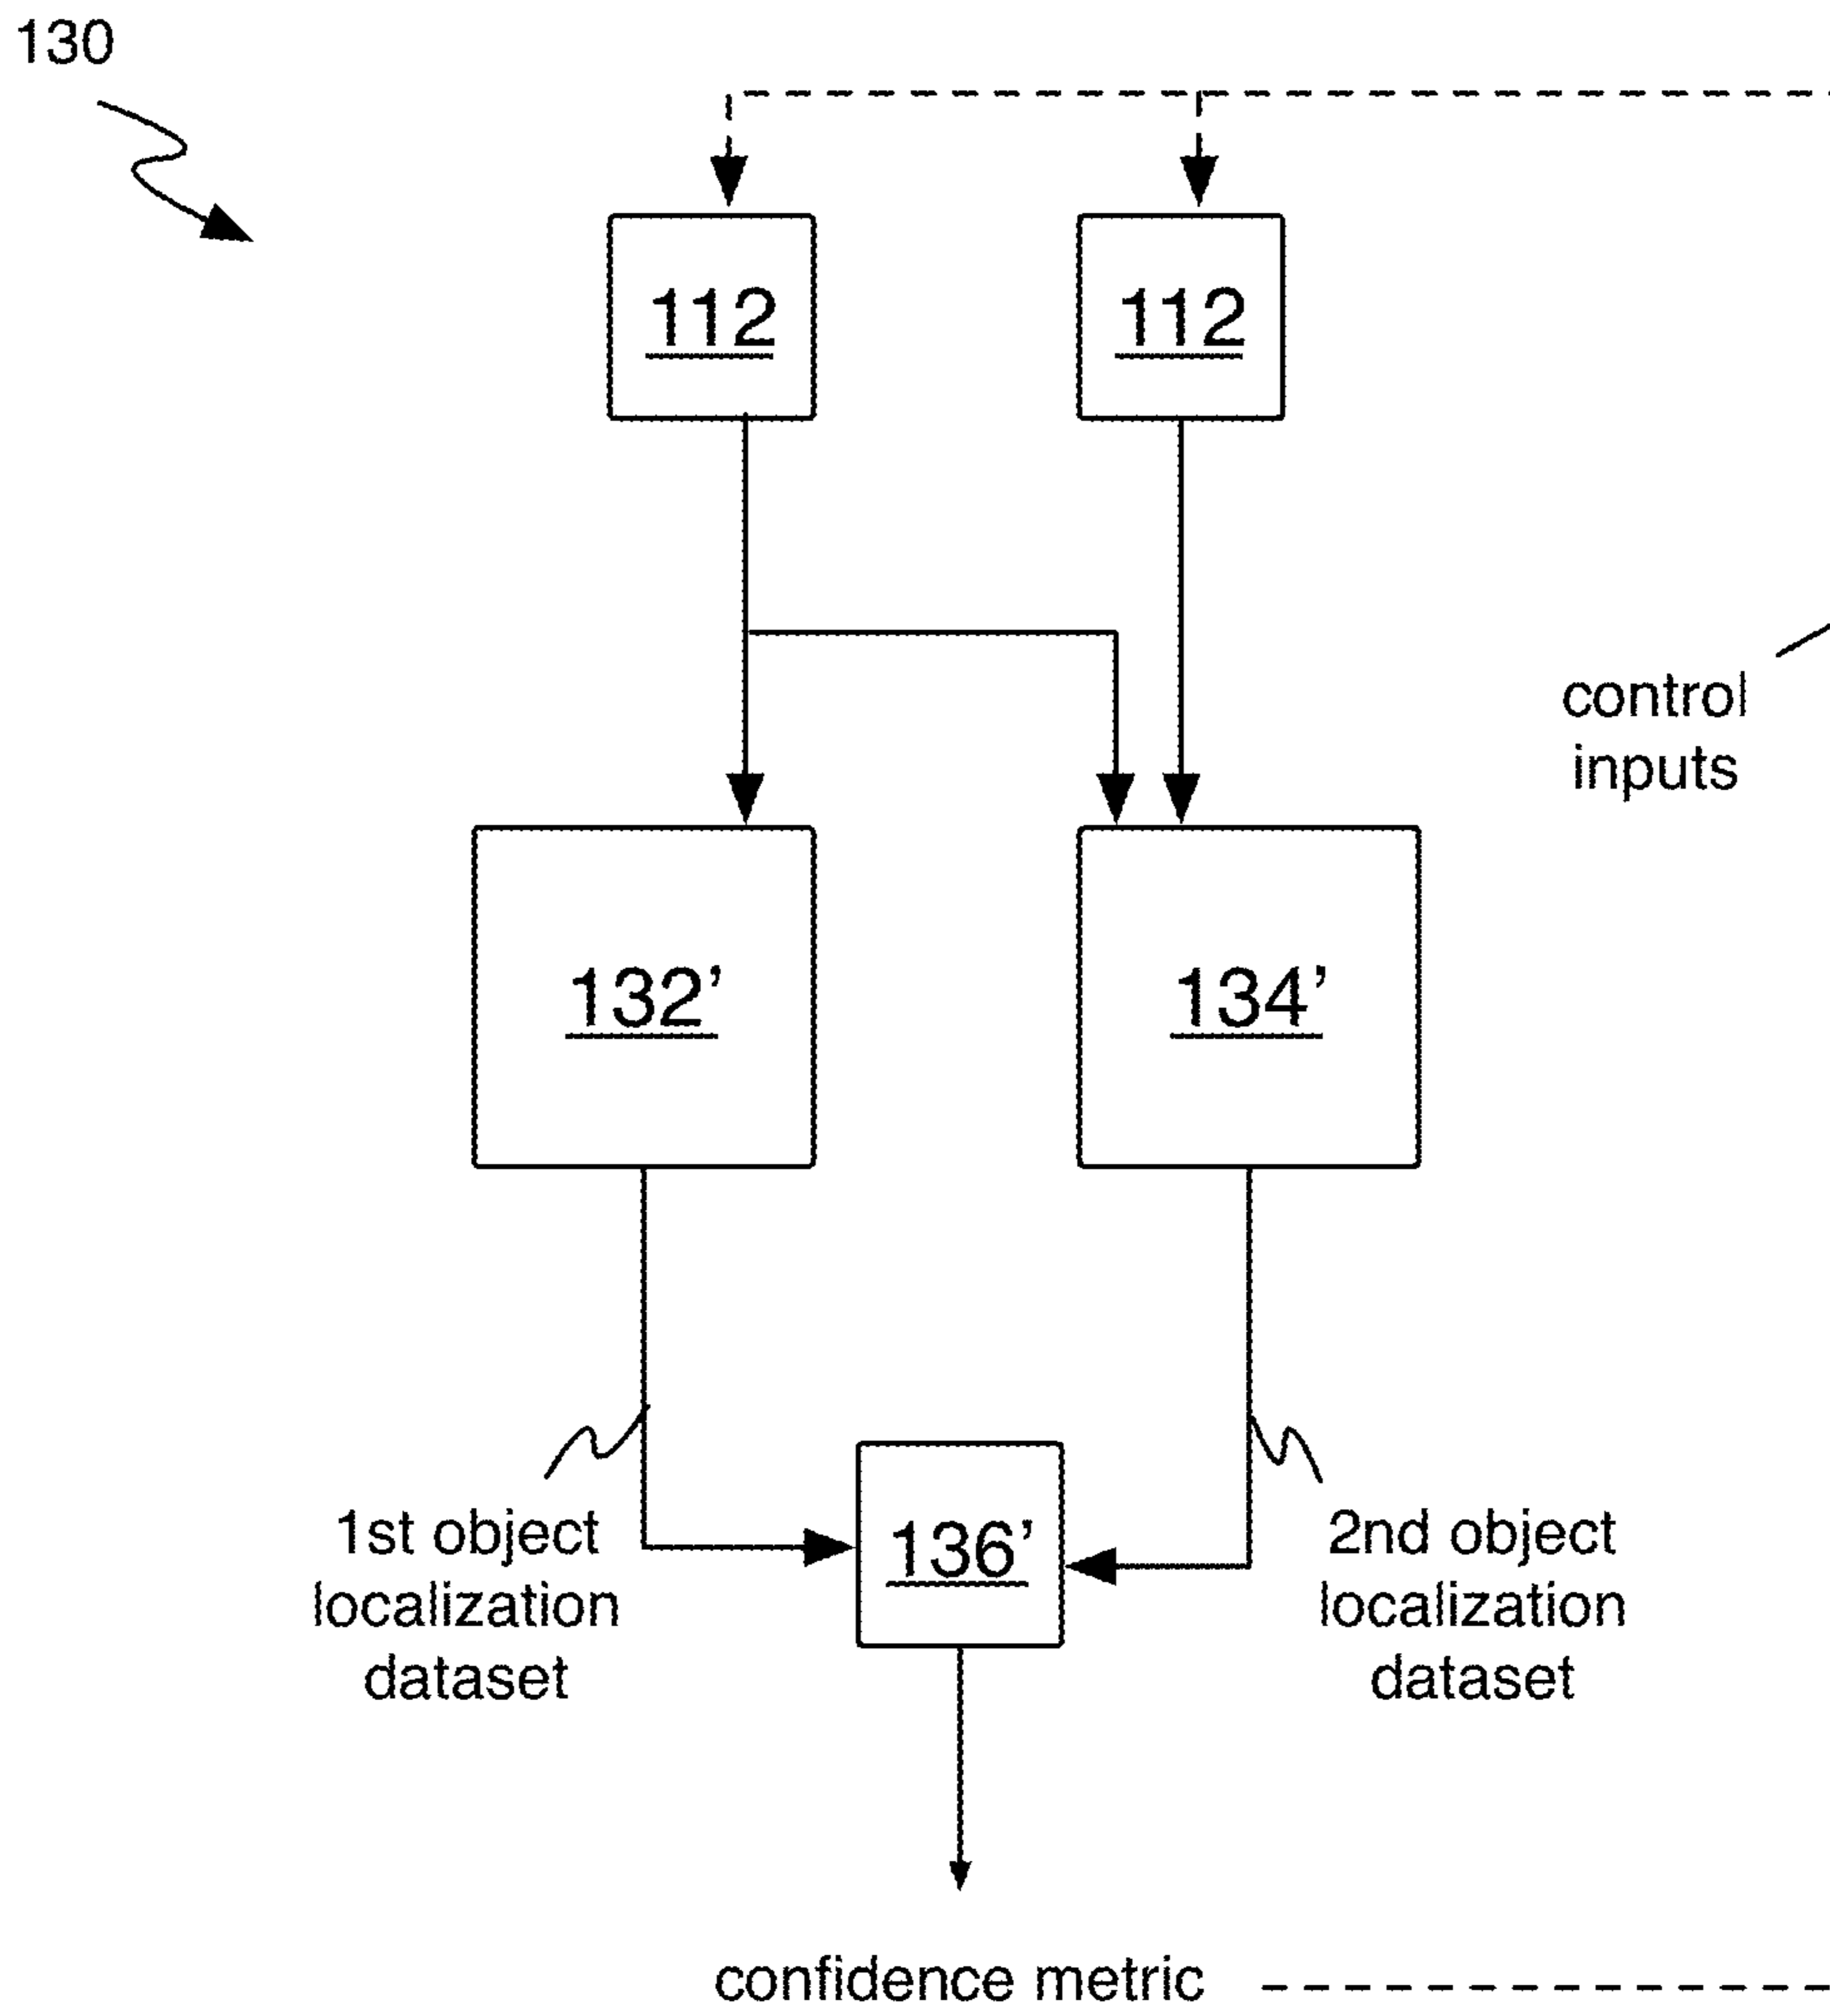 130
112
112
control
inputs
132’
134’
136’
1st object
localization
dataset
2nd object
localization
dataset
confidence metric